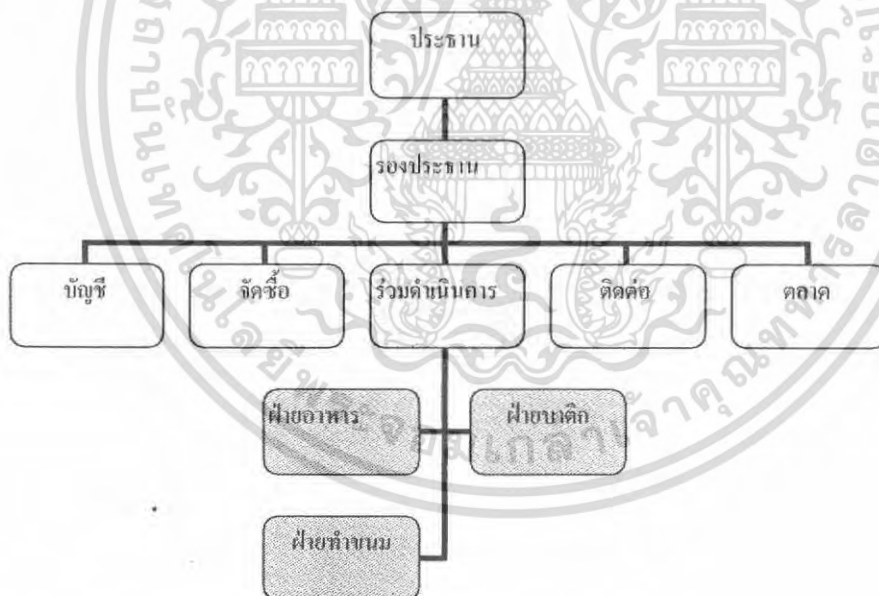 ประธาน
รองประธาน
บัญชี
จัดซื้อ
ร่วมดำเนินการ
ติดต่อ
ตลาด
ฝ่ายอาหาร
ฝ่ายบาติก
ฝ่ายทำขนม